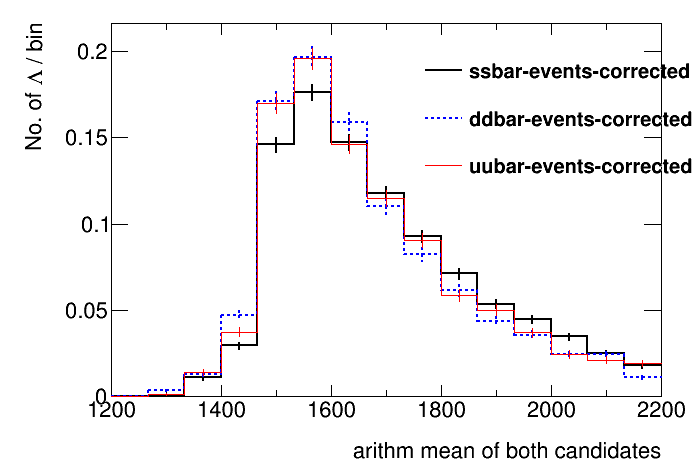 No. of Λ / bin
0.2
0.15
0.1
0.05
0
1200 1400 1600 1800 2000 2200
arithm mean of both candidates
ssbar-events-corrected
ddbar-events-corrected
uubar-events-corrected